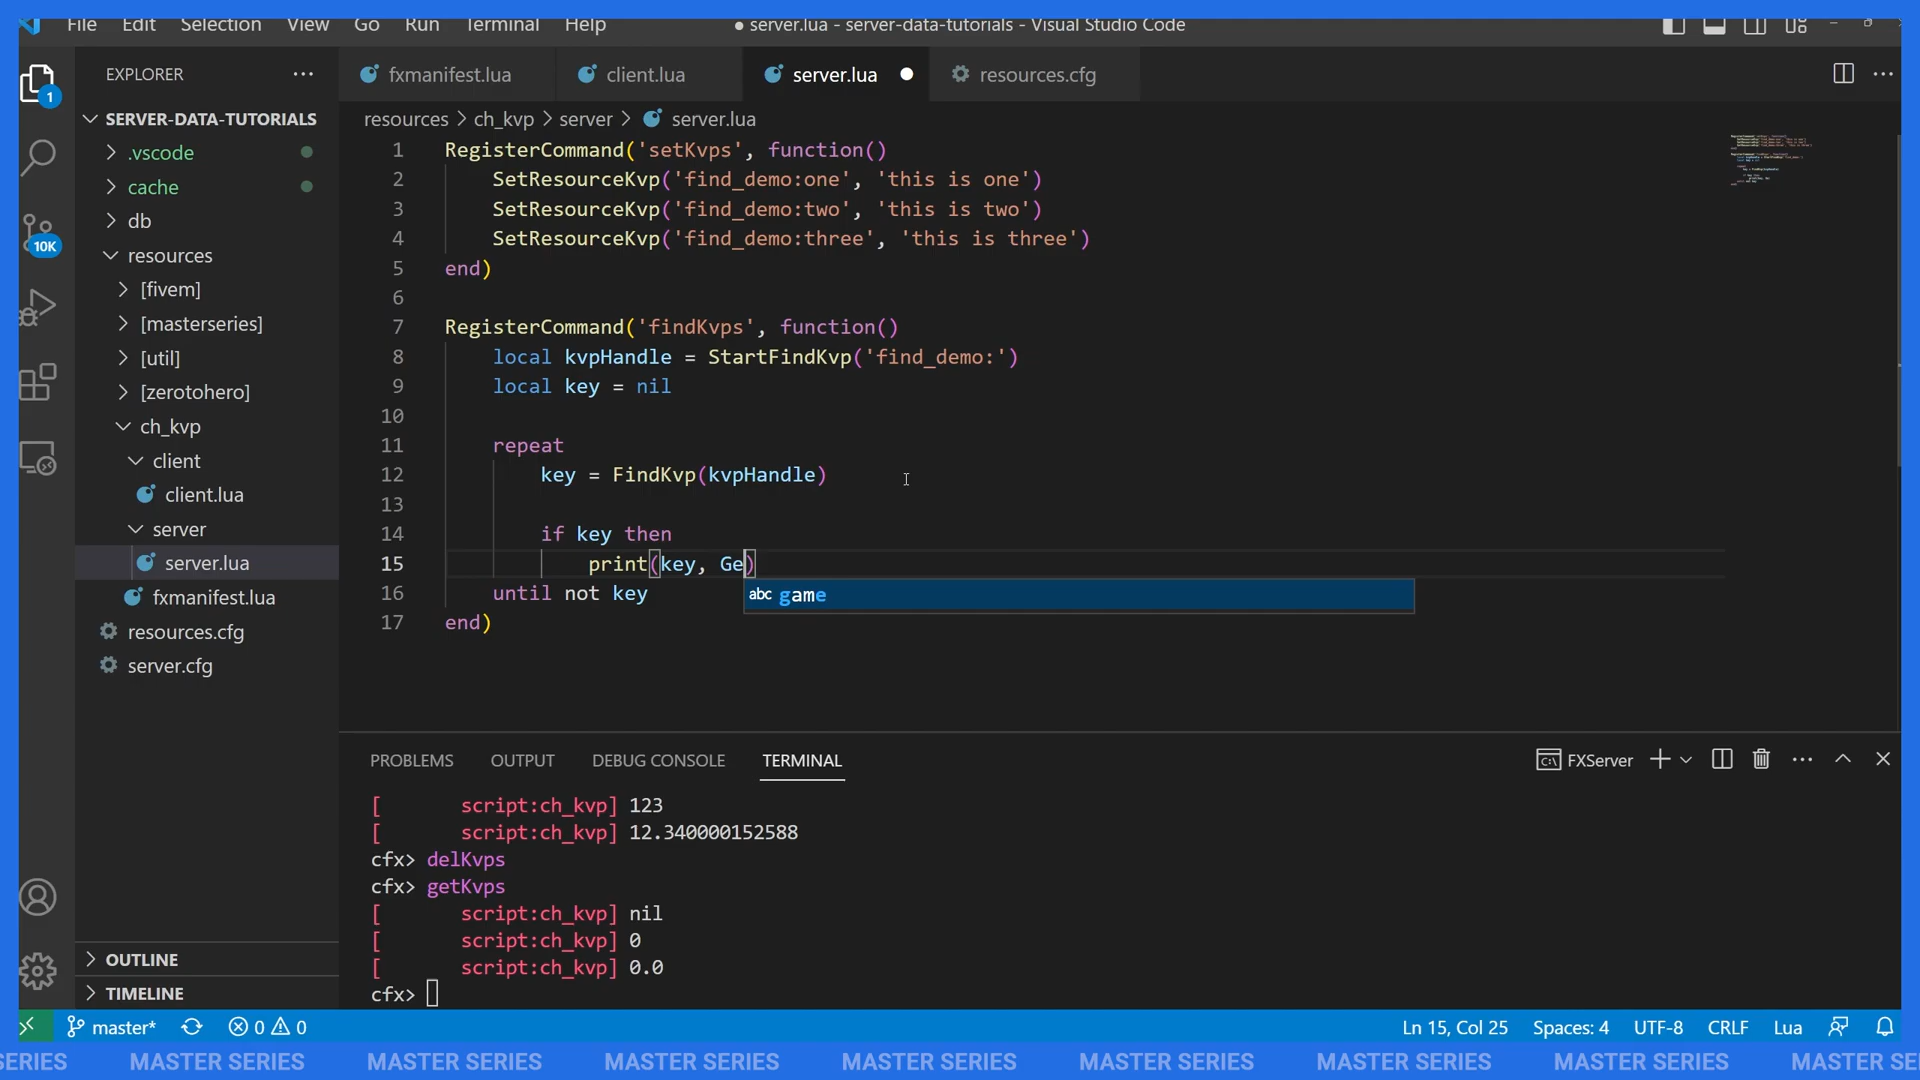 File Edit Selection View Go Run Terminal Help ● server.lua - server-data-tutorials - Visual Studio Code
EXPLORER ···
fxmanifest.lua client.lua server.lua ● resources.cfg
1
SERVER-DATA-TUTORIALS
.vscode
cache
db
resources
[fivem]
[masterseries]
[util]
[zerotohero]
ch_kvp
client
client.lua
server
server.lua
fxmanifest.lua
resources.cfg
server.cfg
OUTLINE
TIMELINE
10K
resources > ch_kvp > server > server.lua
1 RegisterCommand('setKvps', function()
2 SetResourceKvp('find_demo:one', 'this is one')
3 SetResourceKvp('find_demo:two', 'this is two')
4 SetResourceKvp('find_demo:three', 'this is three')
5 end)
6
7 RegisterCommand('findKvps', function()
8 local kvpHandle = StartFindKvp('find_demo:')
9 local key = nil
10
11 repeat
12 key = FindKvp(kvpHandle)
13
14 if key then
15 print(key, Ge)
16 until not key
abc game
17 end)
PROBLEMS OUTPUT DEBUG CONSOLE TERMINAL
FXServer
[ script:ch_kvp] 123
[ script:ch_kvp] 12.340000152588
cfx> delKvps
cfx> getKvps
[ script:ch_kvp] nil
[ script:ch_kvp] 0
[ script:ch_kvp] 0.0
cfx>
master* 0 0 Ln 15, Col 25 Spaces: 4 UTF-8 CRLF Lua
SERIES MASTER SERIES MASTER SERIES MASTER SERIES MASTER SERIES MASTER SERIES MASTER SERIES MASTER SERIES MASTER SE